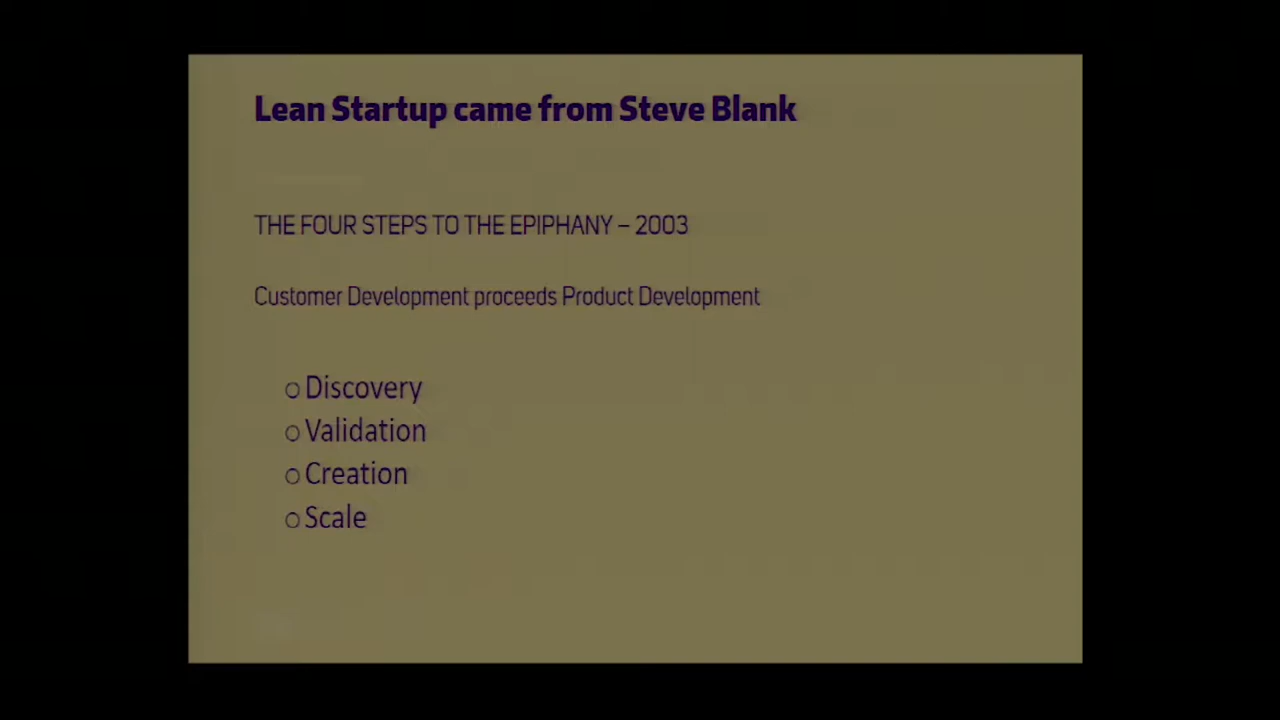 Lean Startup came from Steve Blank
THE FOUR STEPS TO THE EPIPHANY – 2003
Customer Development proceeds Product Development
○ Discovery
○ Validation
○ Creation
○ Scale